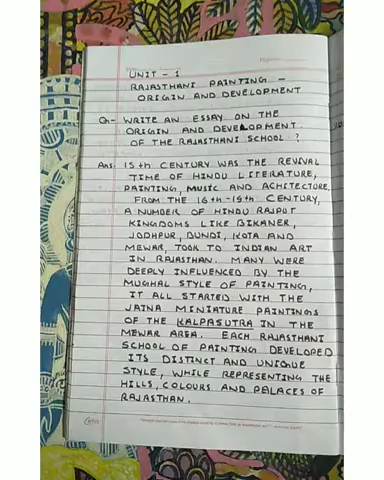 UNIT - 1
RAJASTHANI PAINTING -
ORIGIN AND DEVELOPMENT
Qn- WRITE AN ESSAY ON THE
ORIGIN AND DEVELOPMENT
OF THE RAJASTHANI SCHOOL ?
Ans: 15th CENTURY WAS THE REVIVAL
TIME OF HINDU LITERATURE,
PAINTING, MUSIC AND ACHITECTURE.
FROM THE 16th-19th CENTURY,
A NUMBER OF HINDU RAJPUT
KINGDOMS LIKE BIKANER,
JODHPUR, BUNDI, KOTA AND
MEWAR, TOOK TO INDIAN ART
IN RAJASTHAN. MANY WERE
DEEPLY INFLUENCED BY THE
MUGHAL STYLE OF PAINTING,
IT ALL STARTED WITH THE
JAINA MINIATURE PAINTINGS
OF THE KALPASUTRA IN THE
MEWAR AREA. EACH RAJASTHANI
SCHOOL OF PAINTING DEVELOPED
ITS DISTINCT AND UNIQUE
STYLE, WHILE REPRESENTING THE
HILLS, COLOURS AND PALACES OF
RAJASTHAN.